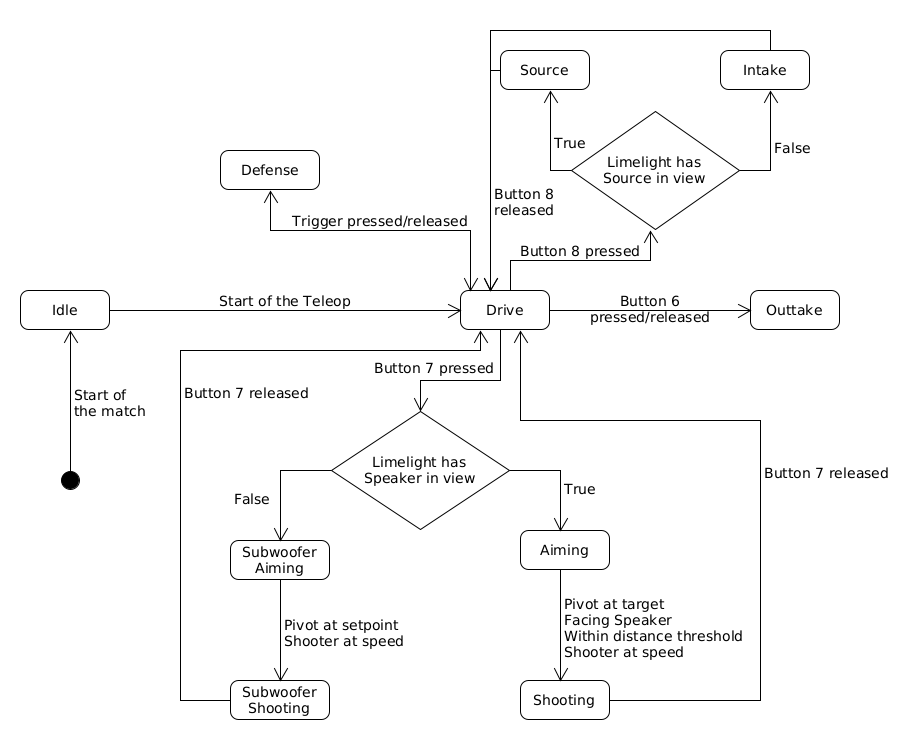 Source
Intake
True
False
Limelight has
Source in view
Defense
Button 8
released
Trigger pressed/released
Button 8 pressed
Idle
Start of the Teleop
Drive
Button 6
pressed/released
Outtake
Button 7 pressed
Start of
the match
Button 7 released
Limelight has
Speaker in view
Button 7 released
False
True
Subwoofer
Aiming
Aiming
Pivot at setpoint
Shooter at speed
Pivot at target
Facing Speaker
Within distance threshold
Shooter at speed
Subwoofer
Shooting
Shooting